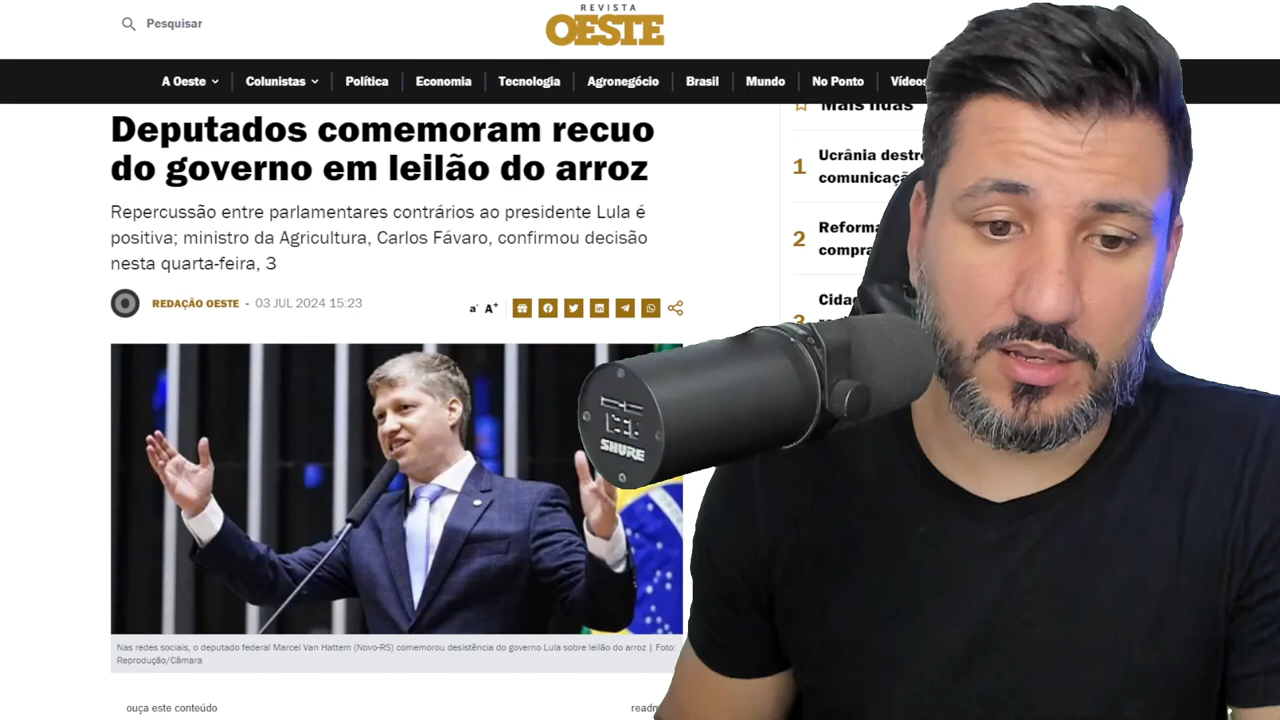 Pesquisar
REVISTA
OESTE
A Oeste
Colunistas
Política
Economia
Tecnologia
Agronegócio
Brasil
Mundo
No Ponto
Vídeos
Deputados comemoram recuo
do governo em leilão do arroz
Repercussão entre parlamentares contrários ao presidente Lula é
positiva; ministro da Agricultura, Carlos Fávaro, confirmou decisão
nesta quarta-feira, 3
REDAÇÃO OESTE - 03 JUL 2024 15:23
a- A+
Mais lidas
1
Ucrânia
2
3
SHURE
Nas redes sociais, o deputado federal Marcel Van Hattem (Novo-RS) comemorou desistência do governo Lula sobre leilão do arroz | Foto:
Reprodução/Câmara
ouça este conteúdo